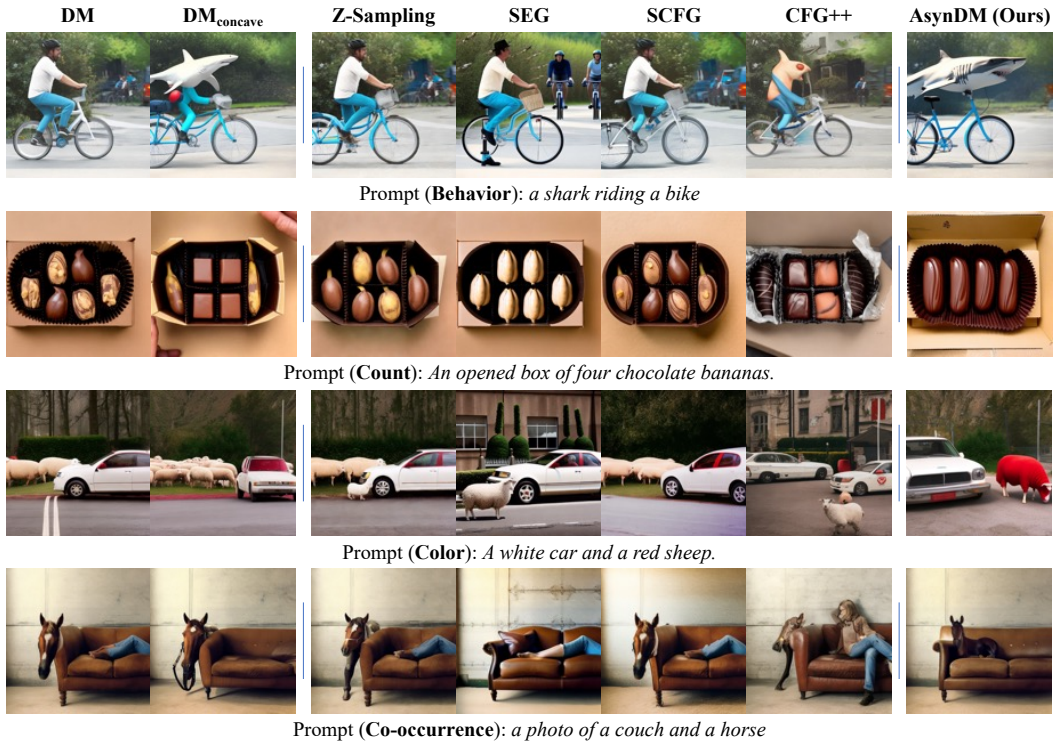 DM DM_concave Z-Sampling SEG SCFG CFG++ AsynDM (Ours)
Prompt (Behavior): a shark riding a bike
Prompt (Count): An opened box of four chocolate bananas.
Prompt (Color): A white car and a red sheep.
Prompt (Co-occurrence): a photo of a couch and a horse